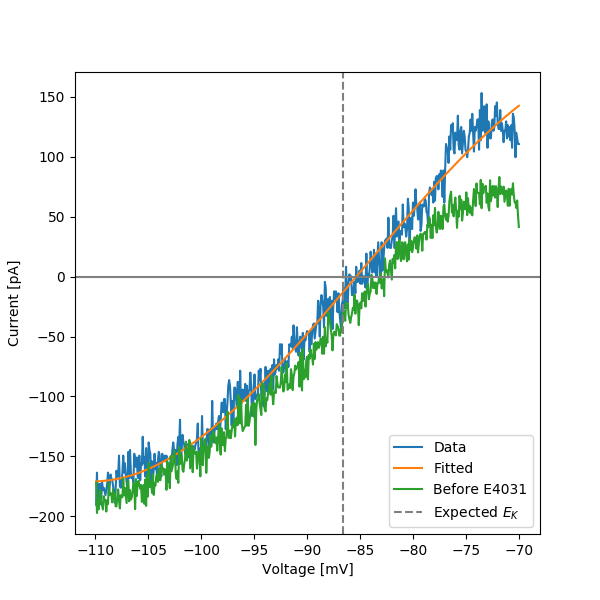 150
100
50
0
−50
−100
−150
−200
Current [pA]
Data
Fitted
Before E4031
Expected E_K
−110 −105 −100 −95 −90 −85 −80 −75 −70
Voltage [mV]